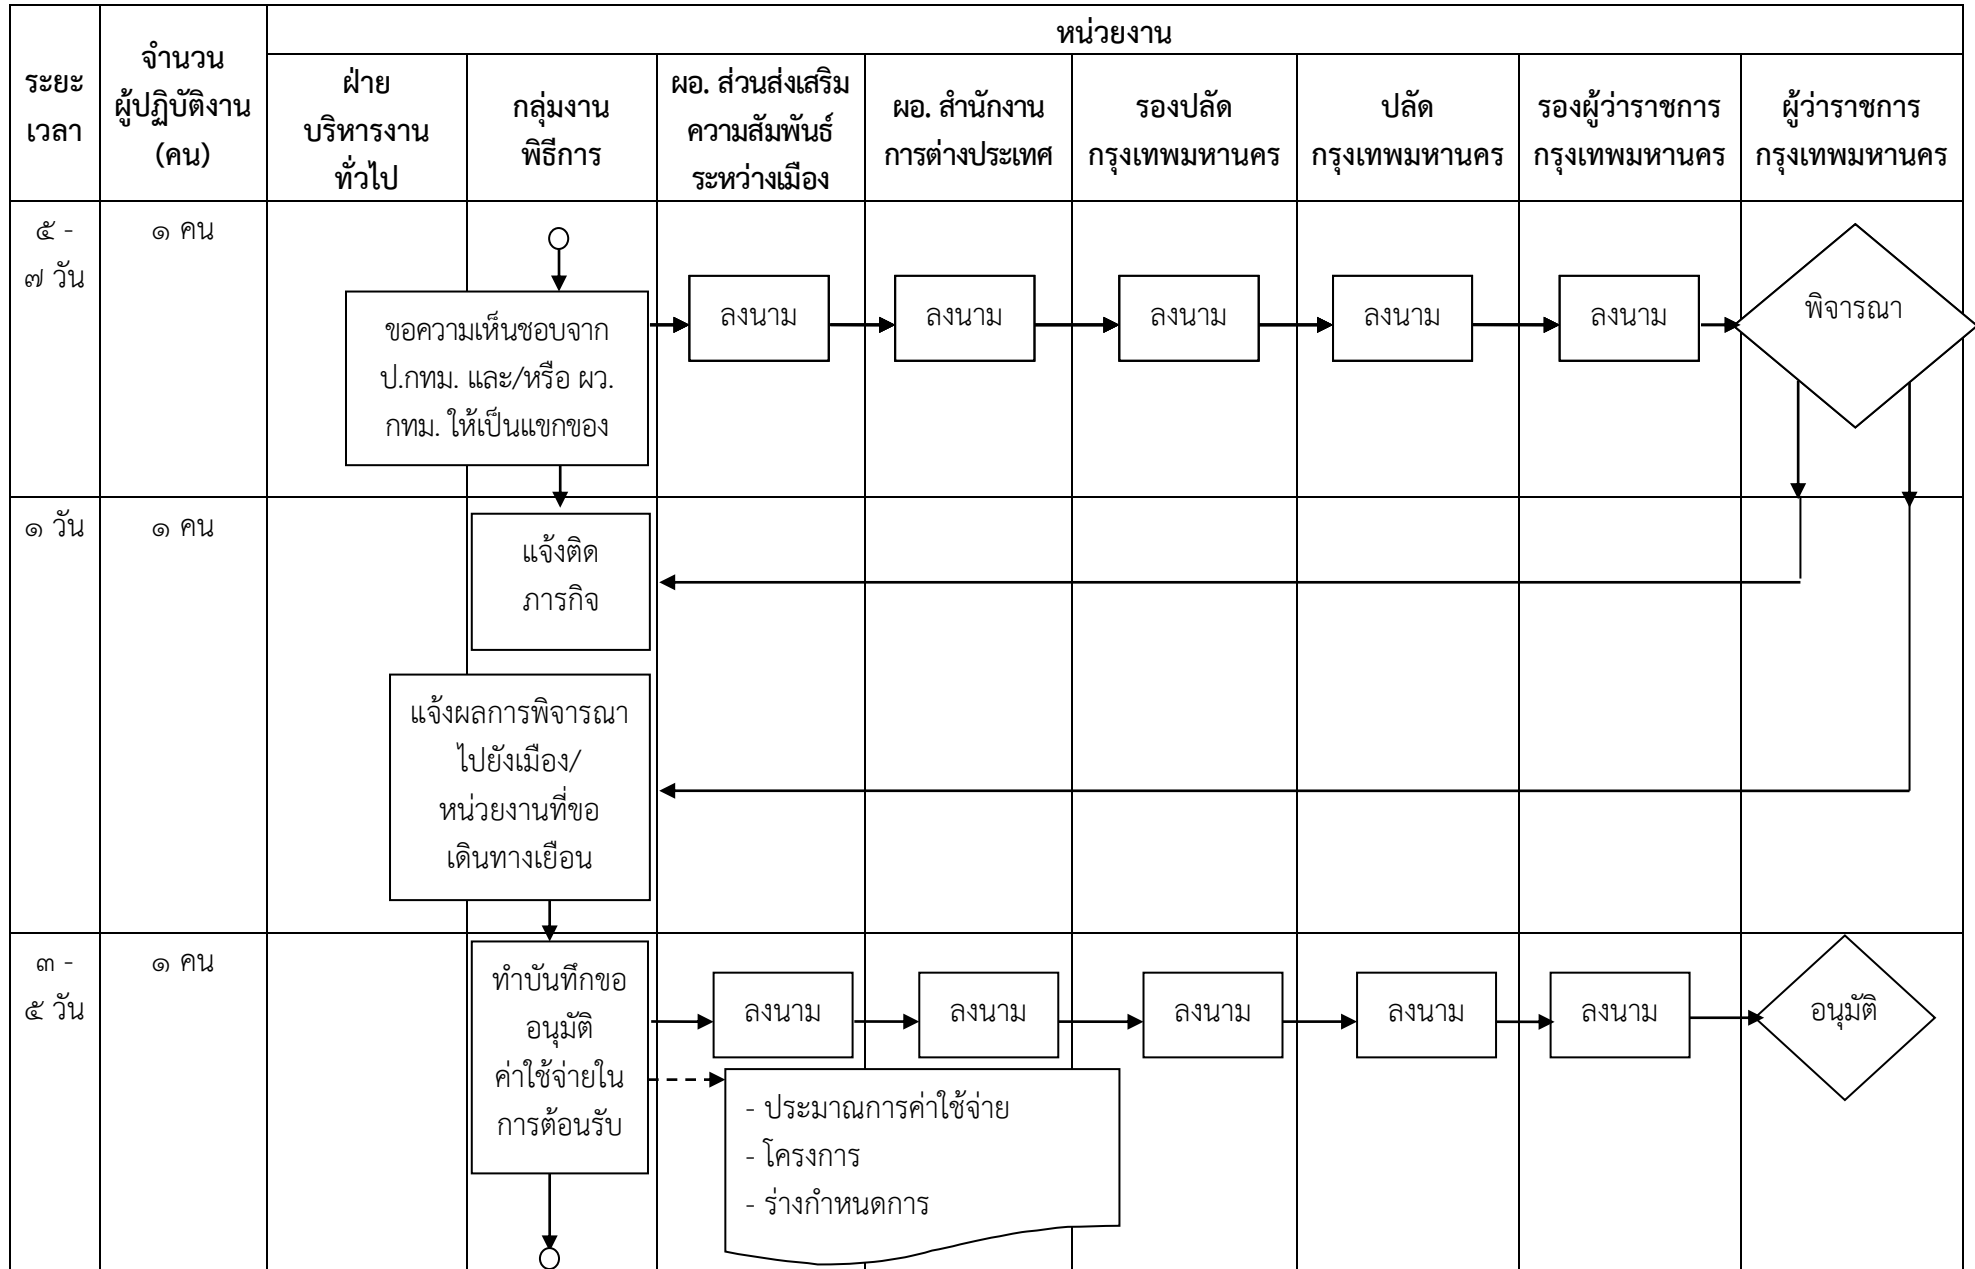 ระยะ
เวลา
จำนวน
ผู้ปฏิบัติงาน
(คน)
หน่วยงาน
ฝ่าย
บริหารงาน
ทั่วไป
กลุ่มงาน
พิธีการ
ผอ. ส่วนส่งเสริม
ความสัมพันธ์
ระหว่างเมือง
ผอ. สำนักงาน
การต่างประเทศ
รองปลัด
กรุงเทพมหานคร
ปลัด
กรุงเทพมหานคร
รองผู้ว่าราชการ
กรุงเทพมหานคร
ผู้ว่าราชการ
กรุงเทพมหานคร
๕ -
๗ วัน
๑ คน
ขอความเห็นชอบจาก
ป.กทม. และ/หรือ ผว.
กทม. ให้เป็นแขกของ
ลงนาม
ลงนาม
ลงนาม
ลงนาม
ลงนาม
พิจารณา
๑ วัน
๑ คน
แจ้งติด
ภารกิจ
แจ้งผลการพิจารณา
ไปยังเมือง/
หน่วยงานที่ขอ
เดินทางเยือน
๓ -
๕ วัน
๑ คน
ทำบันทึกขอ
อนุมัติ
ค่าใช้จ่ายใน
การต้อนรับ
ลงนาม
ลงนาม
ลงนาม
ลงนาม
ลงนาม
อนุมัติ
- ประมาณการค่าใช้จ่าย
- โครงการ
- ร่างกำหนดการ